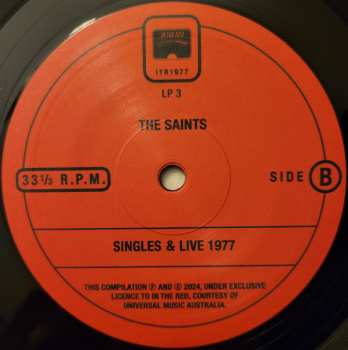 ITR1977
LP 3
THE SAINTS
33⅓ R.P.M.
SIDE B
SINGLES & LIVE 1977
THIS COMPILATION Ⓟ AND © 2024, UNDER EXCLUSIVE
LICENCE TO IN THE RED, COURTESY OF
UNIVERSAL MUSIC AUSTRALIA.